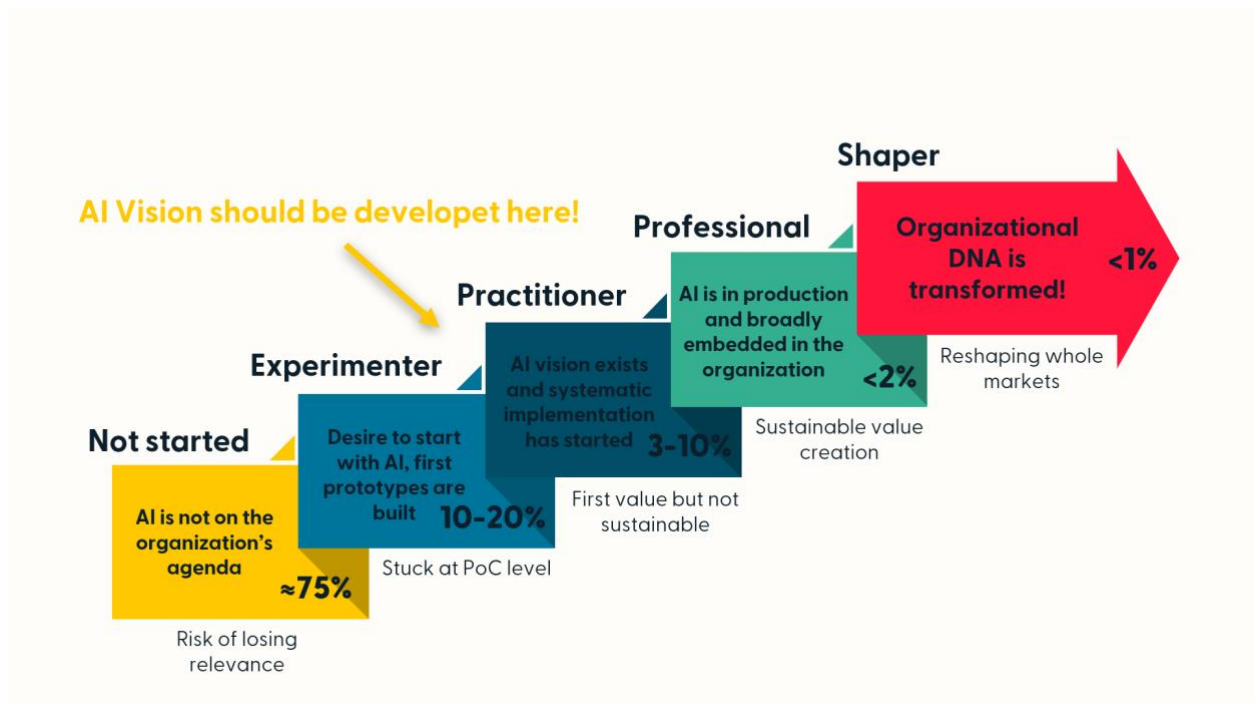 Shaper
AI Vision should be developet here!
Professional
Organizational
DNA is
transformed!
<1%
Practitioner
AI is in production
and broadly
embedded in the
organization
<2%
Reshaping whole
markets
Experimenter
AI vision exists
and systematic
implementation
has started
3-10%
Sustainable value
creation
Not started
Desire to start
with AI, first
prototypes are
built
10-20%
First value but not
sustainable
AI is not on the
organization's
agenda
≈75%
Stuck at PoC level
Risk of losing
relevance